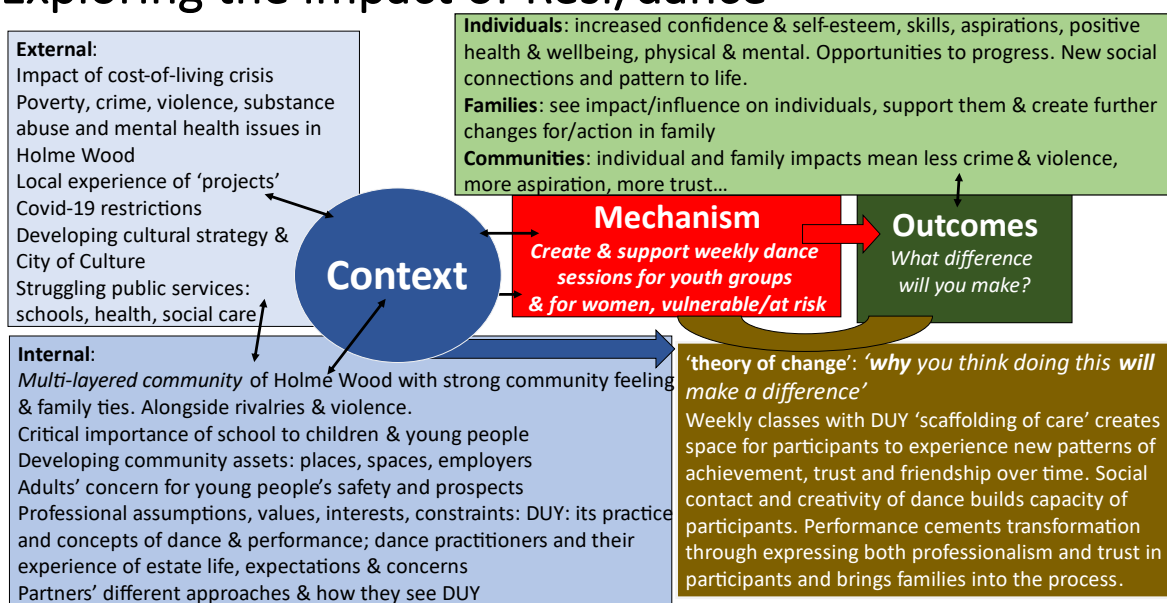 Exploring the impact of Resi/dance
External:
Impact of cost-of-living crisis
Poverty, crime, violence, substance
abuse and mental health issues in
Holme Wood
Local experience of ‘projects’
Covid-19 restrictions
Developing cultural strategy &
City of Culture
Struggling public services:
schools, health, social care
Individuals: increased confidence & self-esteem, skills, aspirations, positive
health & wellbeing, physical & mental. Opportunities to progress. New social
connections and pattern to life.
Families: see impact/influence on individuals, support them & create further
changes for/action in family
Communities: individual and family impacts mean less crime & violence,
more aspiration, more trust…
Context
Mechanism
Create & support weekly dance
sessions for youth groups
& for women, vulnerable/at risk
Outcomes
What difference
will you make?
Internal:
Multi-layered community of Holme Wood with strong community feeling
& family ties. Alongside rivalries & violence.
Critical importance of school to children & young people
Developing community assets: places, spaces, employers
Adults’ concern for young people’s safety and prospects
Professional assumptions, values, interests, constraints: DUY: its practice
and concepts of dance & performance; dance practitioners and their
experience of estate life, expectations & concerns
Partners’ different approaches & how they see DUY
‘theory of change’: ‘why you think doing this will
make a difference’
Weekly classes with DUY ‘scaffolding of care’ creates
space for participants to experience new patterns of
achievement, trust and friendship over time. Social
contact and creativity of dance builds capacity of
participants. Performance cements transformation
through expressing both professionalism and trust in
participants and brings families into the process.